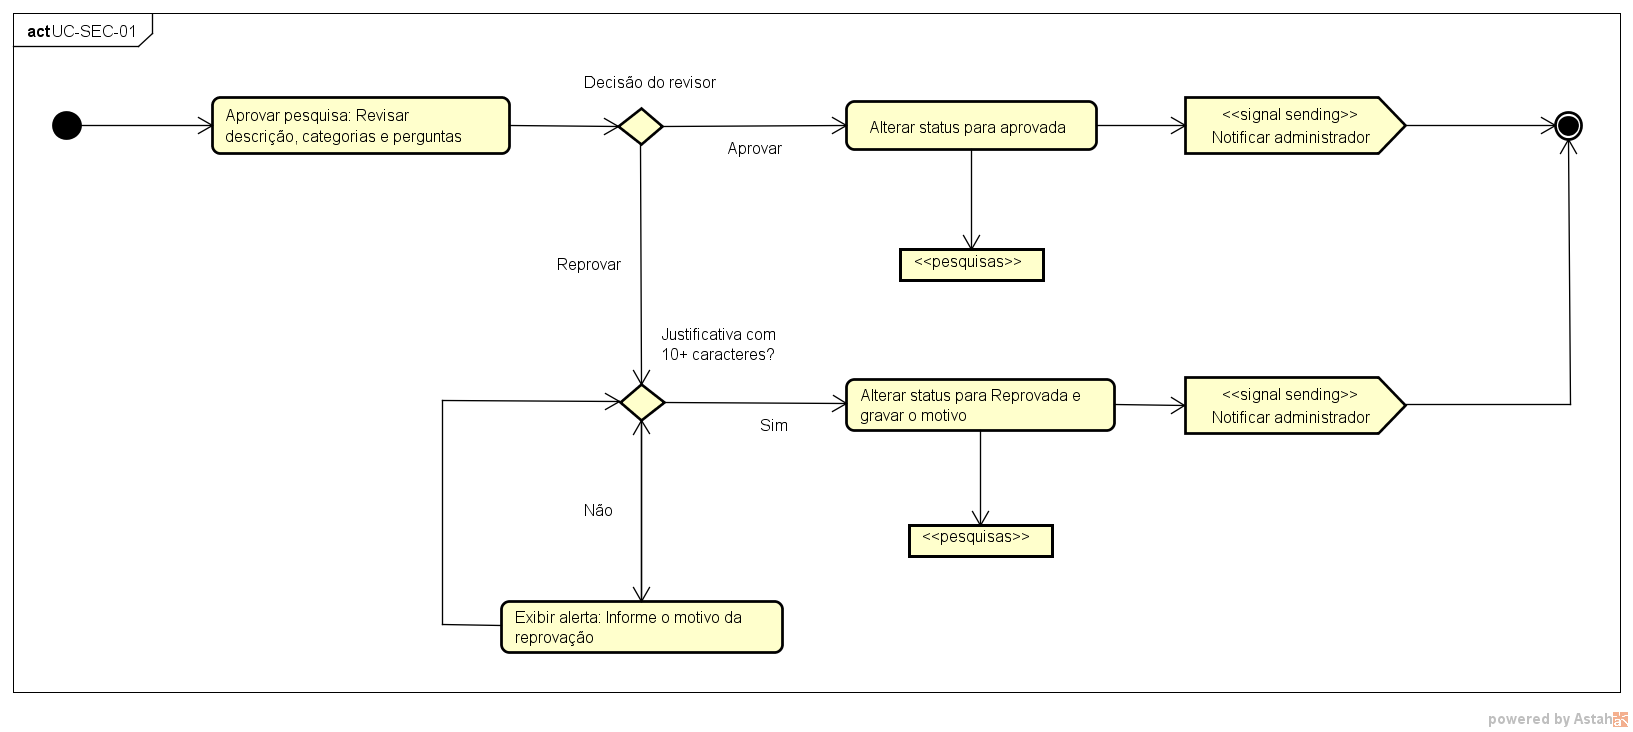 act UC-SEC-01
Decisão do revisor
Aprovar pesquisa: Revisar
descrição, categorias e perguntas
Aprovar
Alterar status para aprovada
<<signal sending>>
Notificar administrador
<<pesquisas>>
Reprovar
Justificativa com
10+ caracteres?
Sim
Alterar status para Reprovada e
gravar o motivo
<<signal sending>>
Notificar administrador
<<pesquisas>>
Não
Exibir alerta: Informe o motivo da
reprovação
powered by Astah